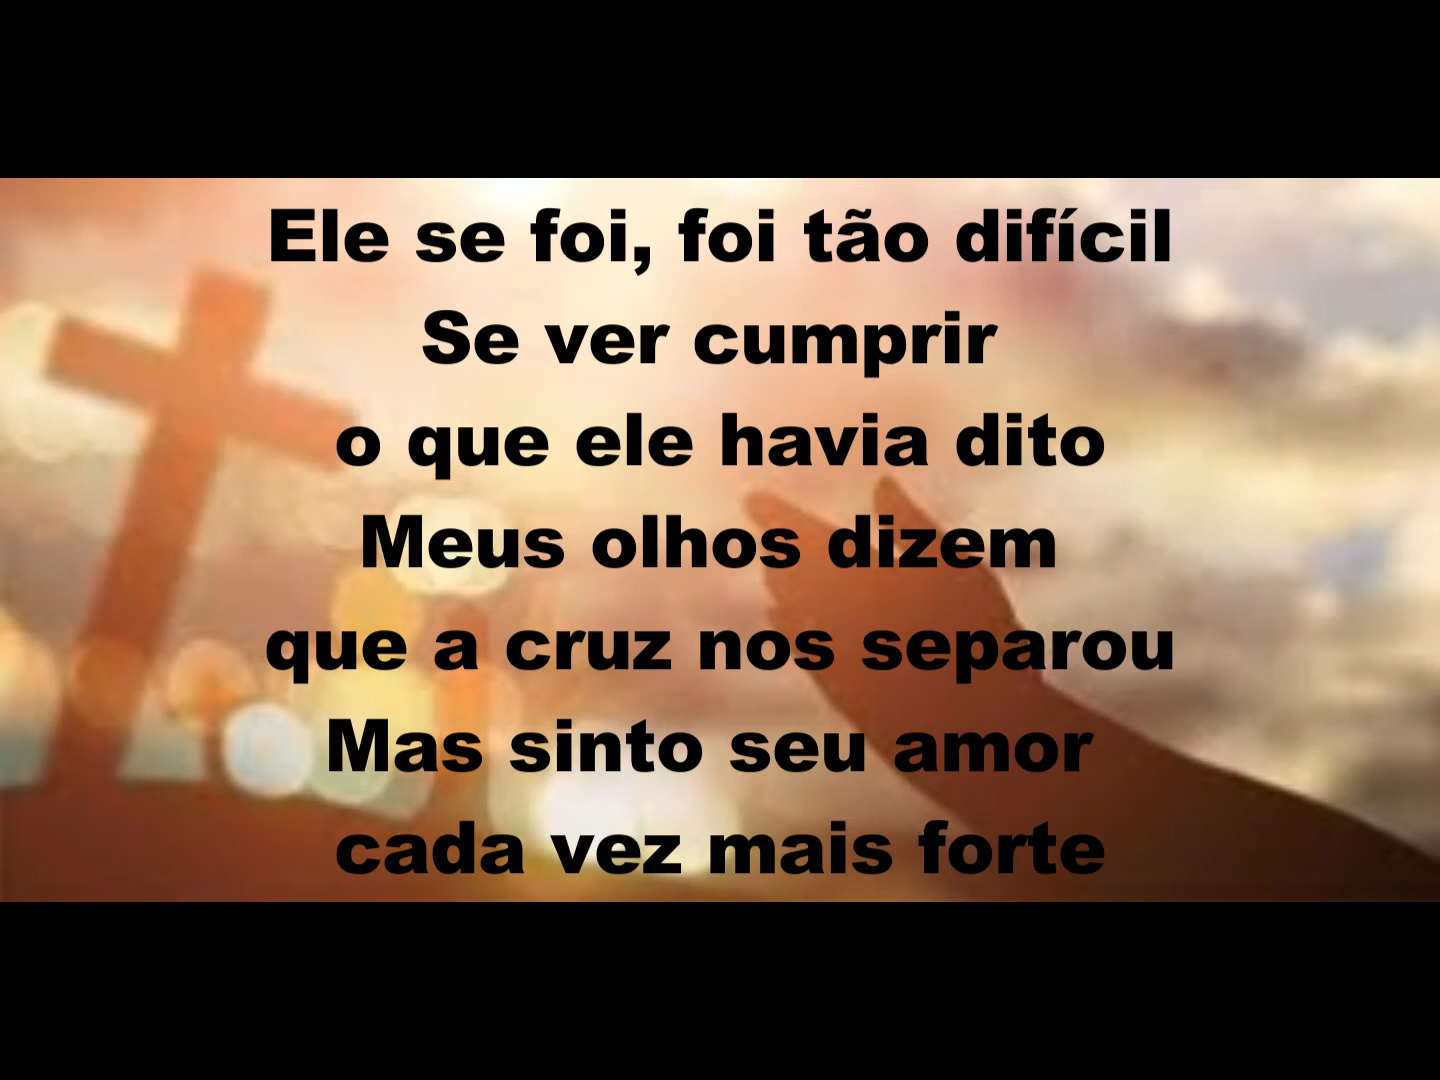 Ele se foi, foi tão difícil
Se ver cumprir
o que ele havia dito
Meus olhos dizem
que a cruz nos separou
Mas sinto seu amor
cada vez mais forte